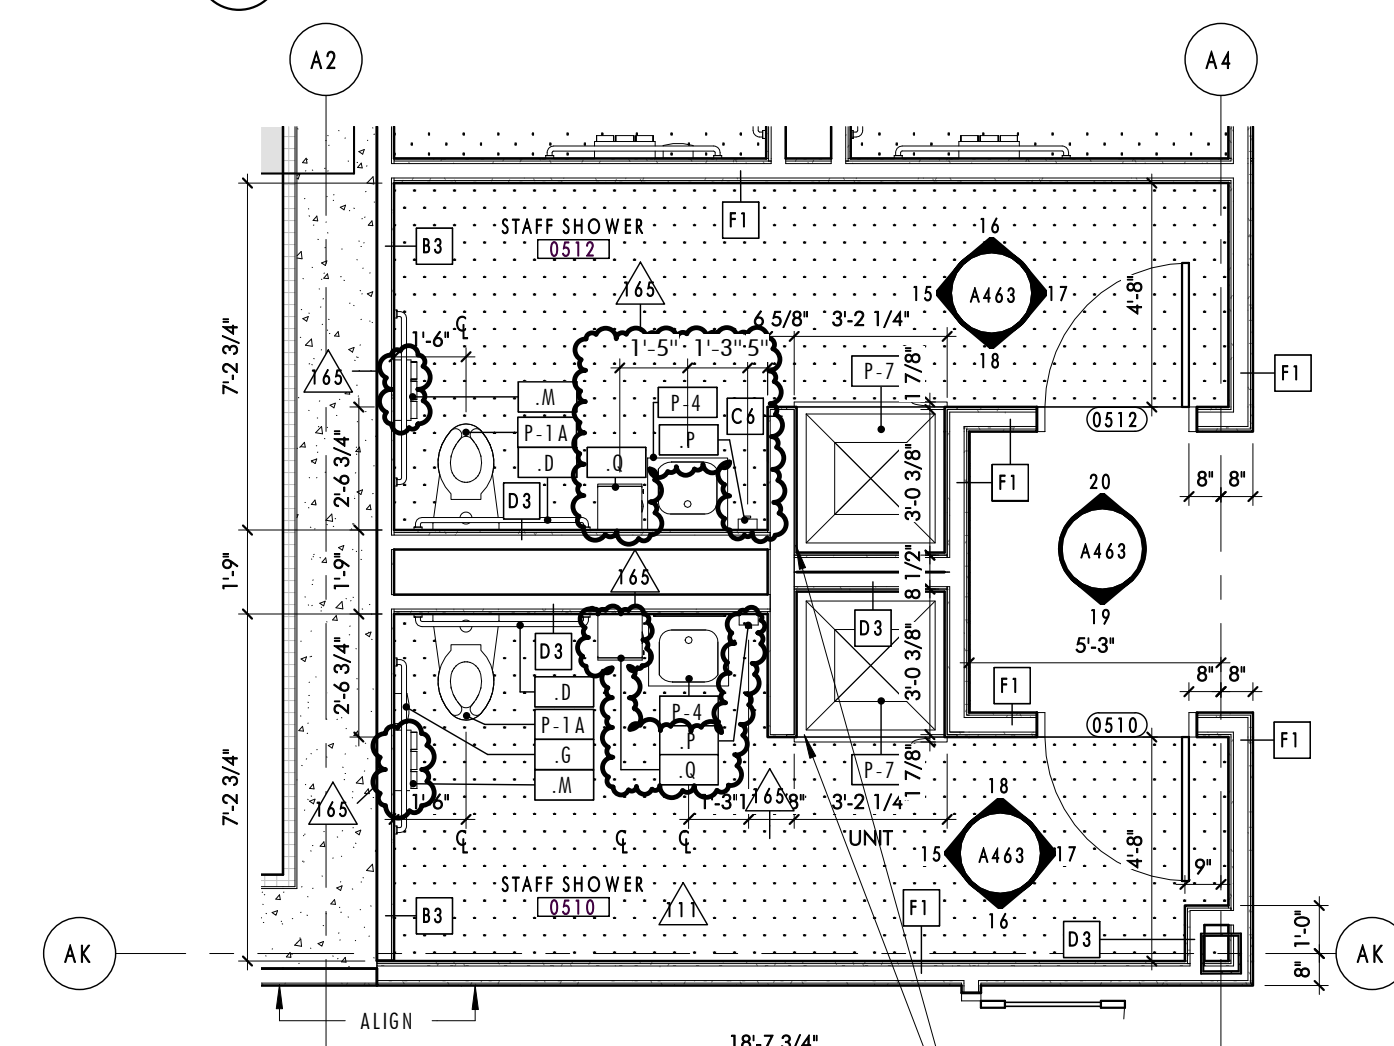 A2
A4
STAFF SHOWER
0512
F1
B3
16
15
A463
17
18
4'-8"
165
6 5/8"
3'-2 1/4"
1'-6"
℄
1'-5"
1'-3"
5"
7'-2 3/4"
165
P-7
1 7/8"
F1
.M
P-4
C6
P-1A
.P
0512
.D
.Q
2'-6 3/4"
D3
3'-0 3/8"
F1
8"
8"
20
A463
19
1'-9"
1'-9"
165
8 1/2"
D3
D3
5'-3"
2'-6 3/4"
3'-0 3/8"
F1
8"
8"
.D
P-4
P-1A
0510
.P
F1
.G
.Q
.M
P-7
1 7/8"
7'-2 3/4"
165
1'-6"
1'-3"
165
8"
3'-2 1/4"
18
℄
℄
℄
UNIT
15
A463
17
4'-8"
9"
16
STAFF SHOWER
0510
111
F1
B3
D3
1'-0"
8"
AK
AK
ALIGN
18'-7 3/4"